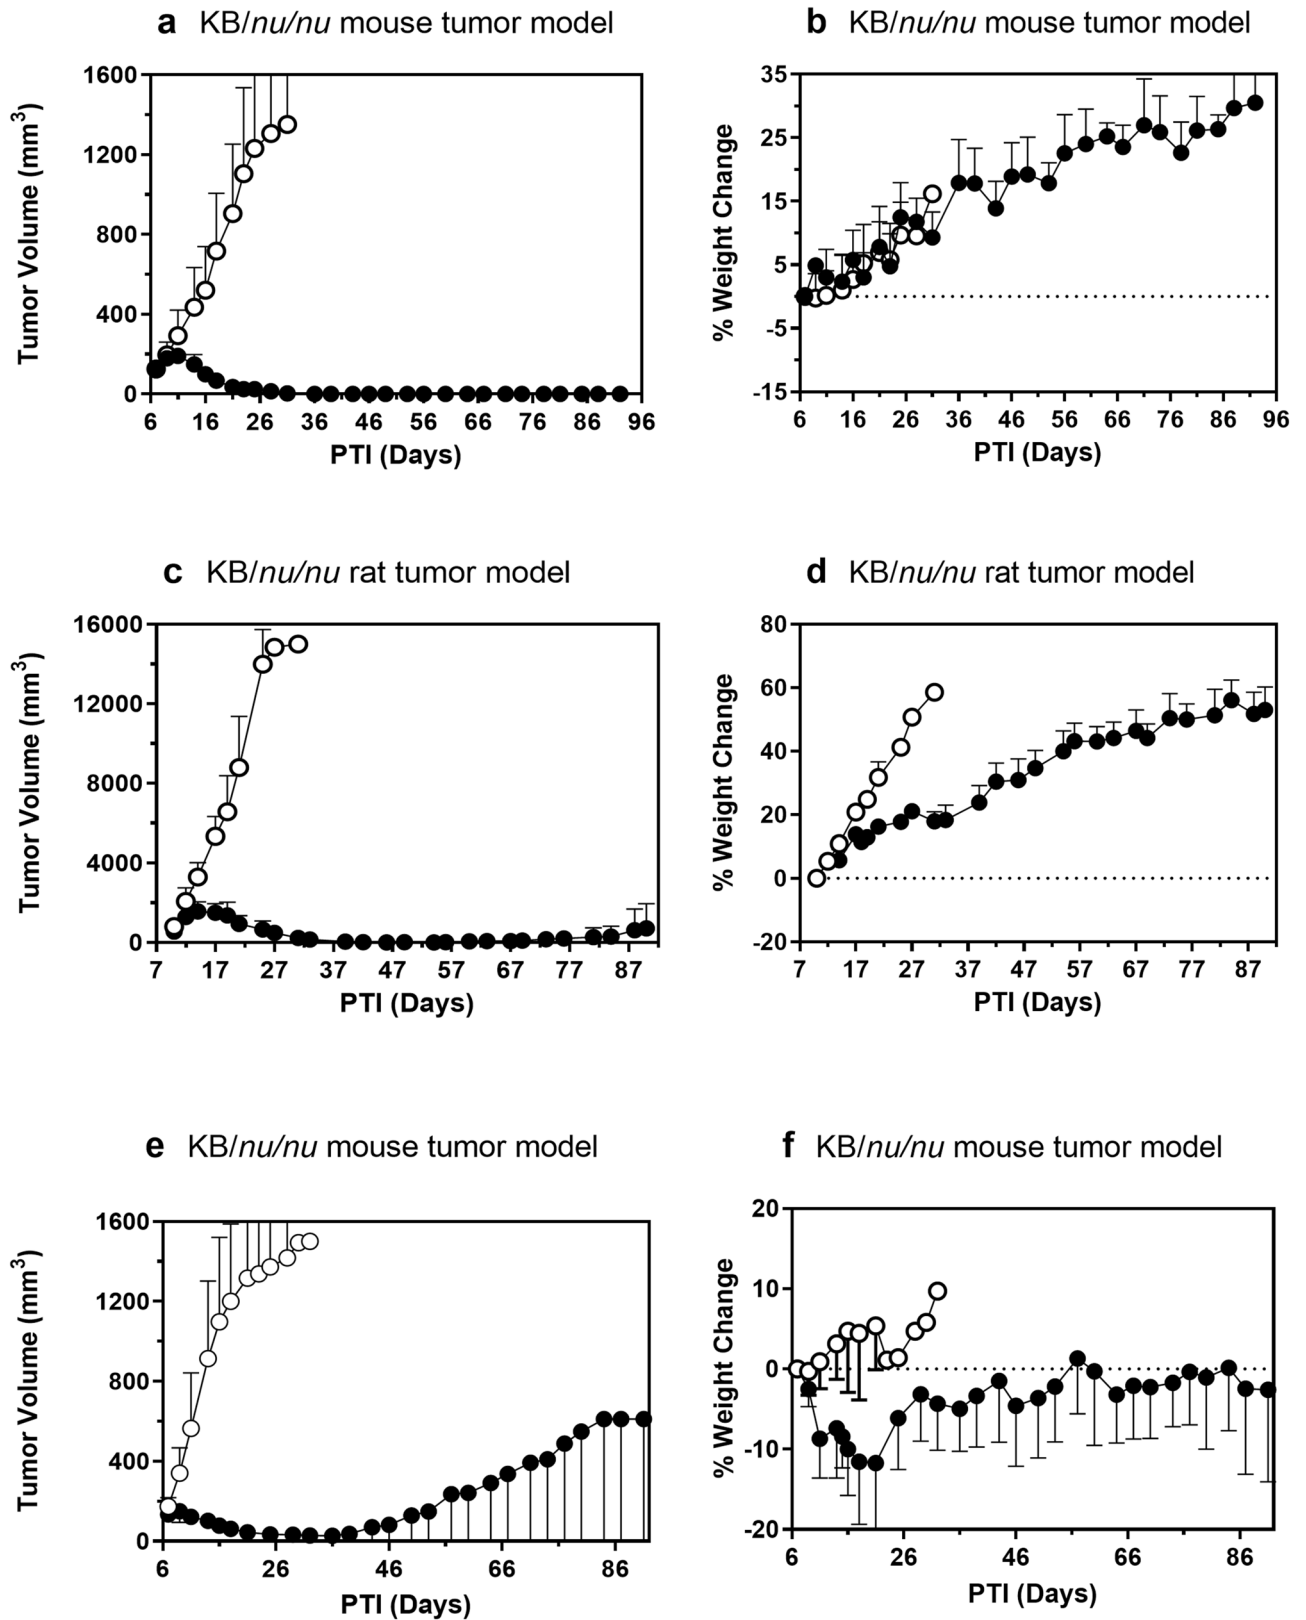 a KB/nu/nu mouse tumor model
1600
1200
800
400
0
Tumor Volume (mm3)
6 16 26 36 46 56 66 76 86 96
PTI (Days)
b KB/nu/nu mouse tumor model
35
25
15
5
-5
-15
% Weight Change
6 16 26 36 46 56 66 76 86 96
PTI (Days)
c KB/nu/nu rat tumor model
16000
12000
8000
4000
0
Tumor Volume (mm3)
7 17 27 37 47 57 67 77 87
PTI (Days)
d KB/nu/nu rat tumor model
80
60
40
20
0
-20
% Weight Change
7 17 27 37 47 57 67 77 87
PTI (Days)
e KB/nu/nu mouse tumor model
1600
1200
800
400
0
Tumor Volume (mm3)
6 26 46 66 86
PTI (Days)
f KB/nu/nu mouse tumor model
20
10
0
-10
-20
% Weight Change
6 26 46 66 86
PTI (Days)